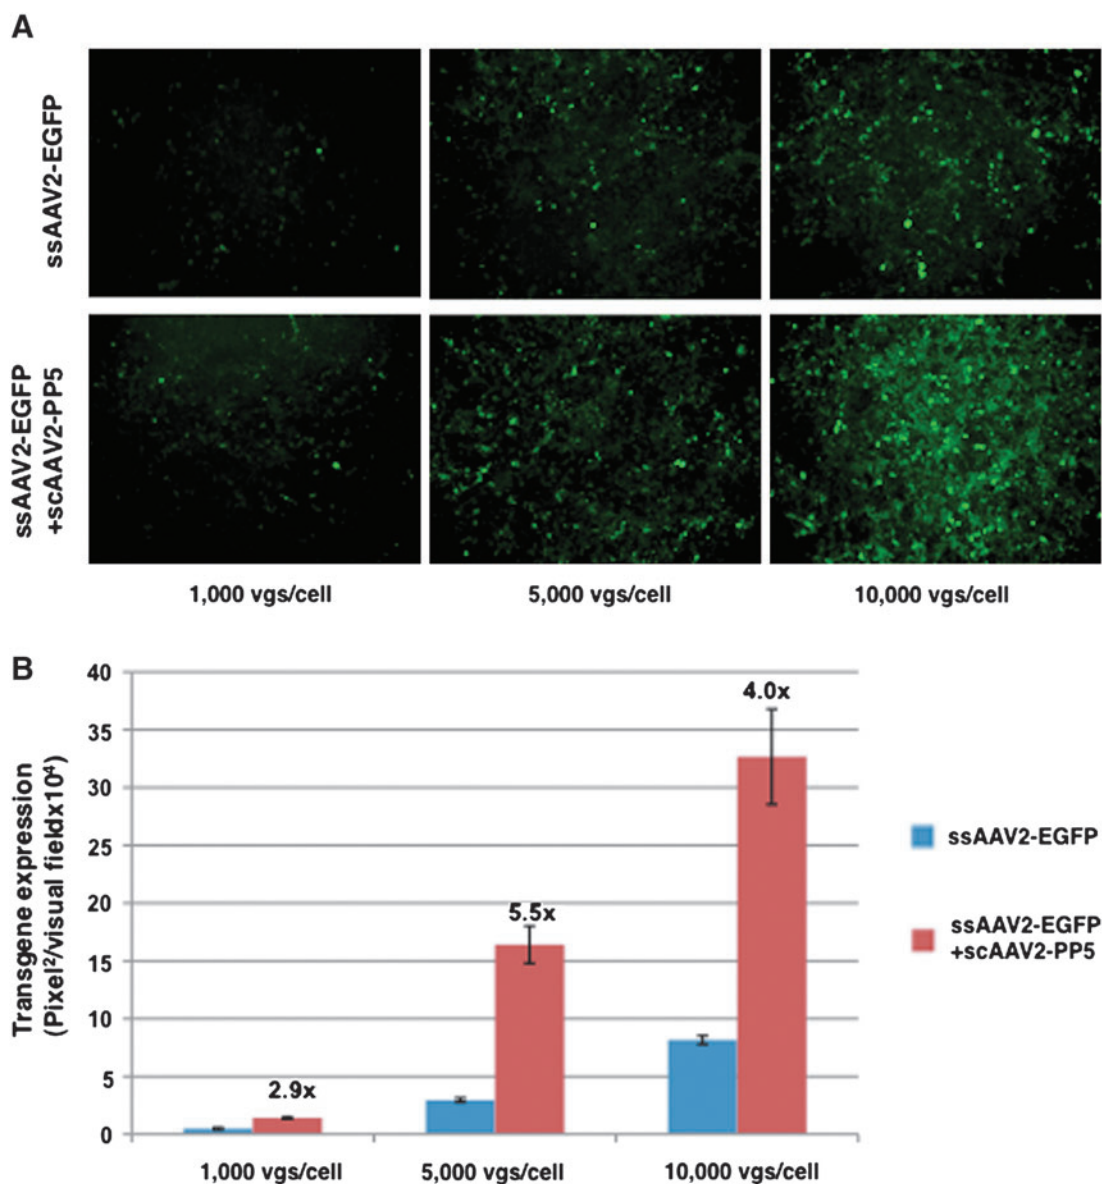 A
ssAAV2-EGFP
ssAAV2-EGFP
+scAAV2-PP5
1,000 vgs/cell
5,000 vgs/cell
10,000 vgs/cell
B
Transgene expression
(Pixel²/visual fieldx10⁴)
40
35
30
25
20
15
10
5
0
2.9x
5.5x
4.0x
1,000 vgs/cell
5,000 vgs/cell
10,000 vgs/cell
ssAAV2-EGFP
ssAAV2-EGFP
+scAAV2-PP5